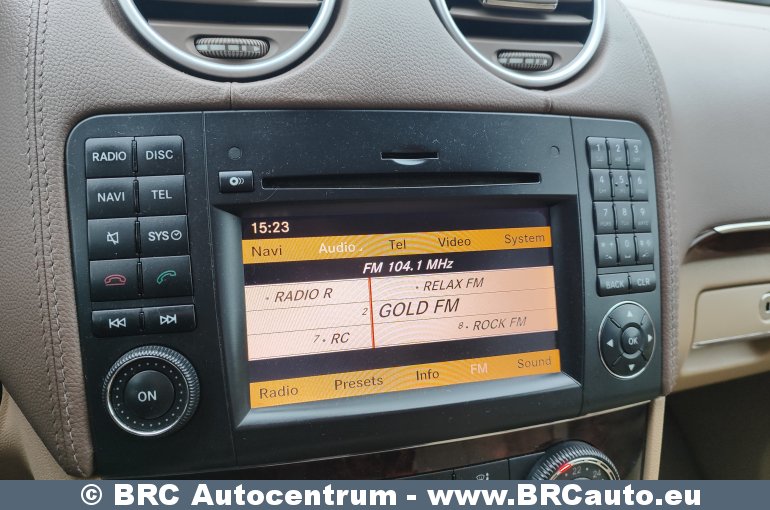 RADIO DISC
NAVI TEL
SYS
ON
15:23
Navi Audio Tel Video System
FM 104.1 MHz
RADIO R RELAX FM
2 GOLD FM
7 RC 8 ROCK FM
Radio Presets Info FM Sound
1 2 3
4 5 6
7 8 9
* 0 #
BACK CLR
OK
22 24
© BRC Autocentrum - www.BRCauto.eu